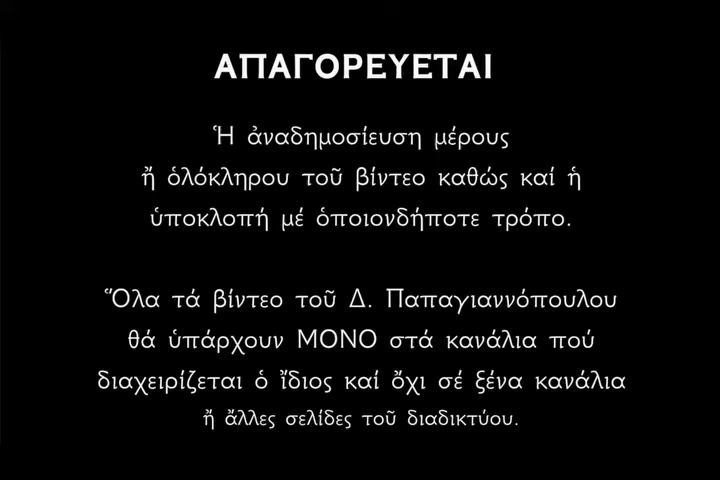 ΑΠΑΓΟΡΕΥΕΤΑΙ
Ἡ ἀναδημοσίευση μέρους
ἤ ὁλόκληρου τοῦ βίντεο καθώς καί ἡ
ὑποκλοπή μέ ὁποιονδήποτε τρόπο.
Ὅλα τά βίντεο τοῦ Δ. Παπαγιαννόπουλου
θά ὑπάρχουν ΜΟΝΟ στά κανάλια πού
διαχειρίζεται ὁ ἴδιος καί ὄχι σέ ξένα κανάλια
ἤ ἄλλες σελίδες τοῦ διαδικτύου.